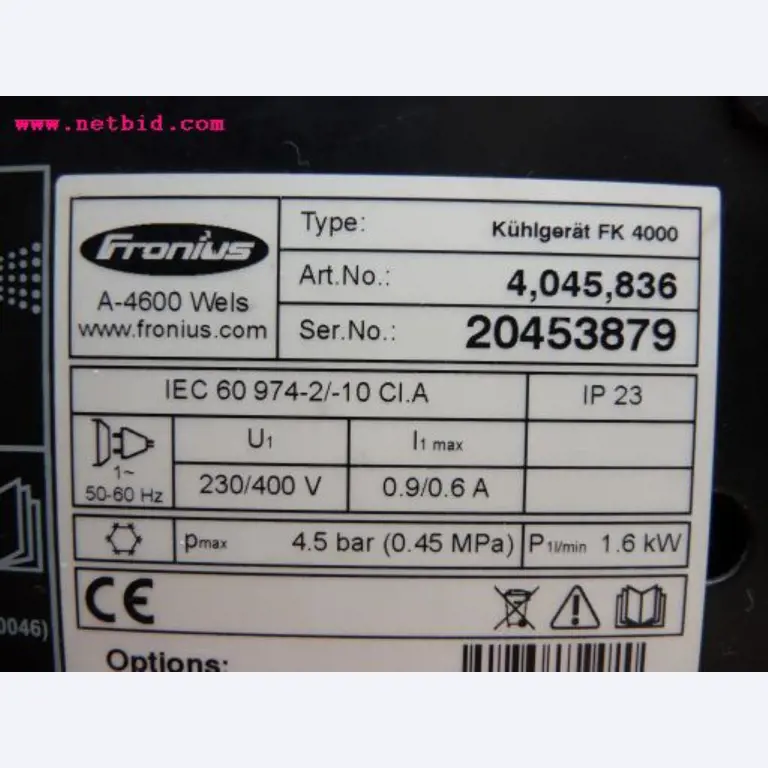 www.netbid.com
Fronius
A-4600 Wels
www.fronius.com
Type: Kühlgerät FK 4000
Art.No.: 4,045,836
Ser.No.: 20453879
IEC 60 974-2/-10 Cl.A IP 23
1~
50-60 Hz
U1 I1 max
230/400 V 0.9/0.6 A
pmax 4.5 bar (0.45 MPa) P1l/min 1.6 kW
CE
0046)
Options: